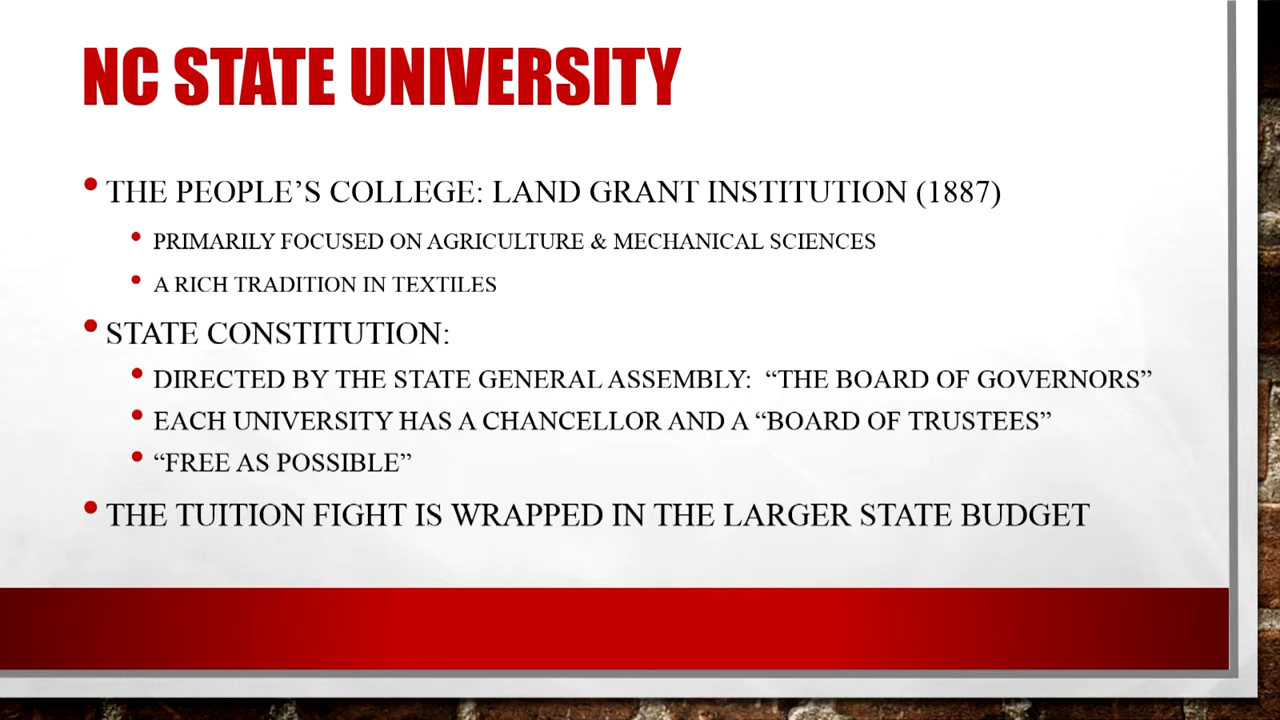 NC STATE UNIVERSITY
• THE PEOPLE’S COLLEGE: LAND GRANT INSTITUTION (1887)
• PRIMARILY FOCUSED ON AGRICULTURE & MECHANICAL SCIENCES
• A RICH TRADITION IN TEXTILES
• STATE CONSTITUTION:
• DIRECTED BY THE STATE GENERAL ASSEMBLY: “THE BOARD OF GOVERNORS”
• EACH UNIVERSITY HAS A CHANCELLOR AND A “BOARD OF TRUSTEES”
• “FREE AS POSSIBLE”
• THE TUITION FIGHT IS WRAPPED IN THE LARGER STATE BUDGET